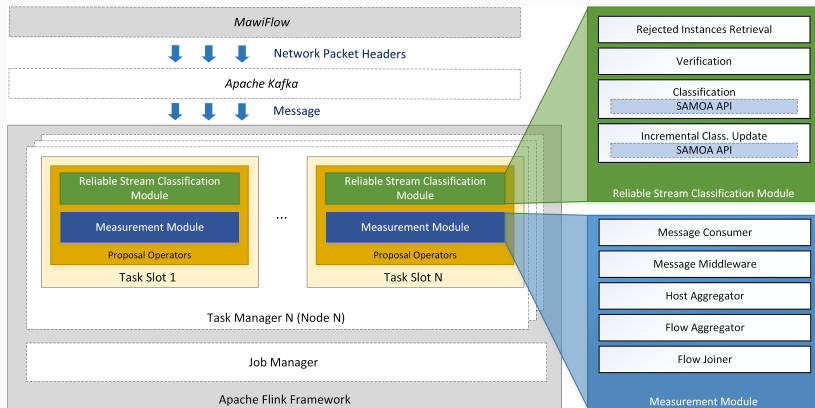 MawiFlow
Network Packet Headers
Apache Kafka
Message
Reliable Stream Classification
Module
Measurement Module
Proposal Operators
Task Slot 1
...
Reliable Stream Classification
Module
Measurement Module
Proposal Operators
Task Slot N
Task Manager N (Node N)
Job Manager
Apache Flink Framework
Rejected Instances Retrieval
Verification
Classification
SAMOA API
Incremental Class. Update
SAMOA API
Reliable Stream Classification Module
Message Consumer
Message Middleware
Host Aggregator
Flow Aggregator
Flow Joiner
Measurement Module